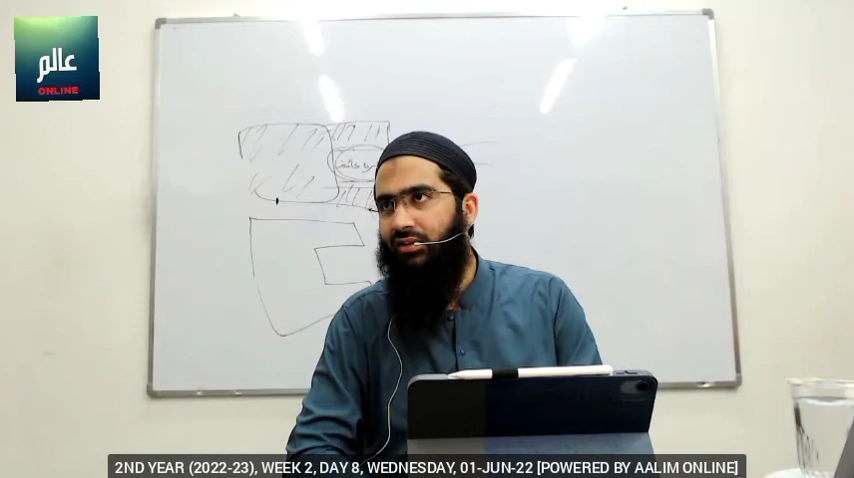 عالم
ONLINE
2ND YEAR (2022-23), WEEK 2, DAY 8, WEDNESDAY, 01-JUN-22 [POWERED BY AALIM ONLINE]